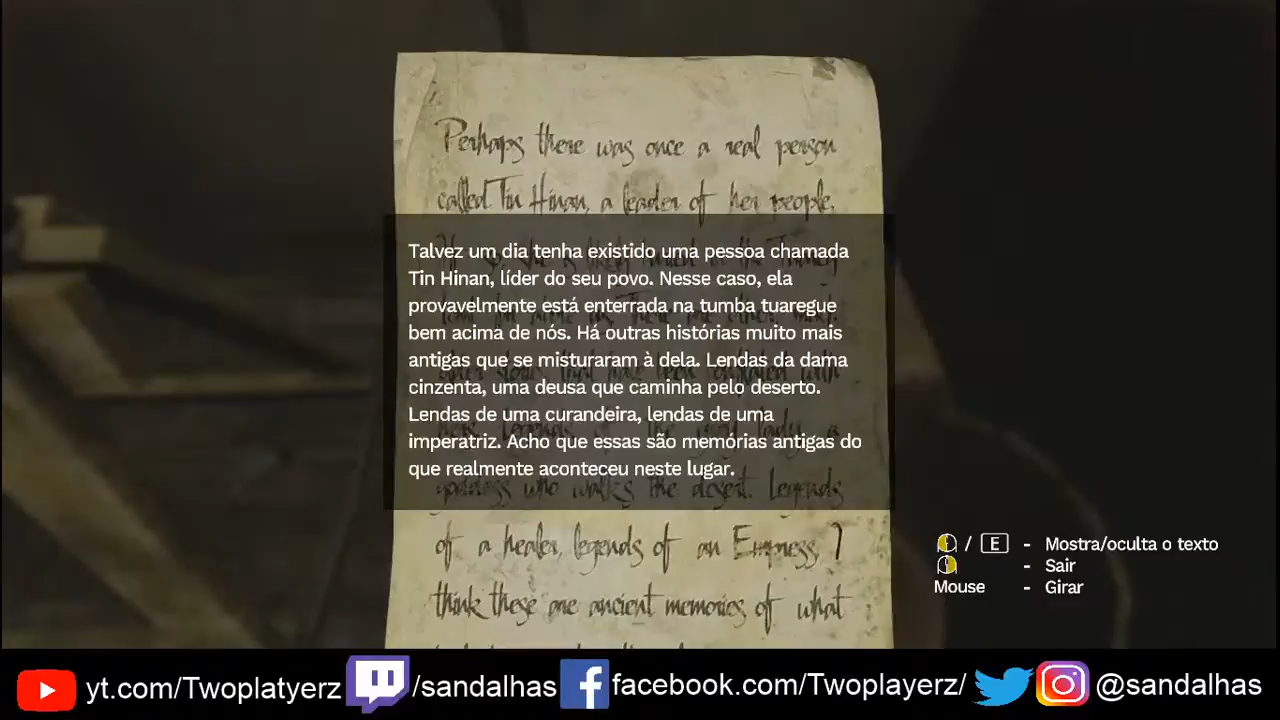 Perhaps there was once a real person
called Tin Hinan, a leader of her people.
Talvez um dia tenha existido uma pessoa chamada
Tin Hinan, líder do seu povo. Nesse caso, ela
provavelmente está enterrada na tumba tuaregue
bem acima de nós. Há outras histórias muito mais
antigas que se misturaram à dela. Lendas da dama
cinzenta, uma deusa que caminha pelo deserto.
Lendas de uma curandeira, lendas de uma
imperatriz. Acho que essas são memórias antigas do
que realmente aconteceu neste lugar.
goddess who walks the desert. Legends
of a healer, legends of an Empress. I
think these are ancient memories of what
/ E - Mostra/oculta o texto
- Sair
Mouse - Girar
yt.com/Twoplatyerz /sandalhas facebook.com/Twoplayerz/ @sandalhas